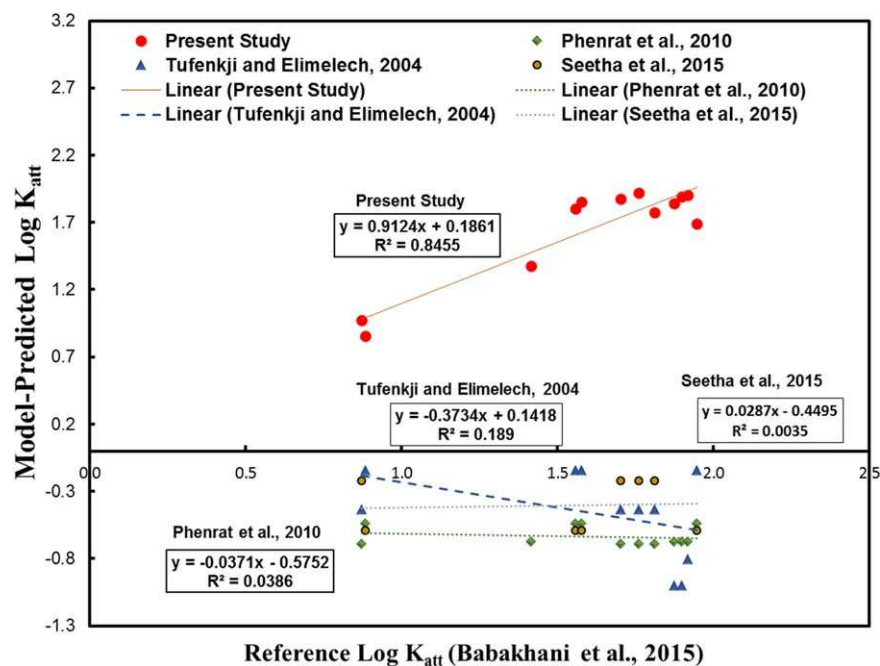 3.2
2.7
2.2
1.7
1.2
0.7
0.2
-0.3
-0.8
-1.3
Model-Predicted Log Katt
Present Study
Phenrat et al., 2010
Tufenkji and Elimelech, 2004
Seetha et al., 2015
Linear (Present Study)
Linear (Phenrat et al., 2010)
Linear (Tufenkji and Elimelech, 2004)
Linear (Seetha et al., 2015)
Present Study
y = 0.9124x + 0.1861
R² = 0.8455
Tufenkji and Elimelech, 2004
y = -0.3734x + 0.1418
R² = 0.189
Seetha et al., 2015
y = 0.0287x - 0.4495
R² = 0.0035
0.0 0.5 1.0 1.5 2.0 2.5
Phenrat et al., 2010
y = -0.0371x - 0.5752
R² = 0.0386
Reference Log Katt (Babakhani et al., 2015)